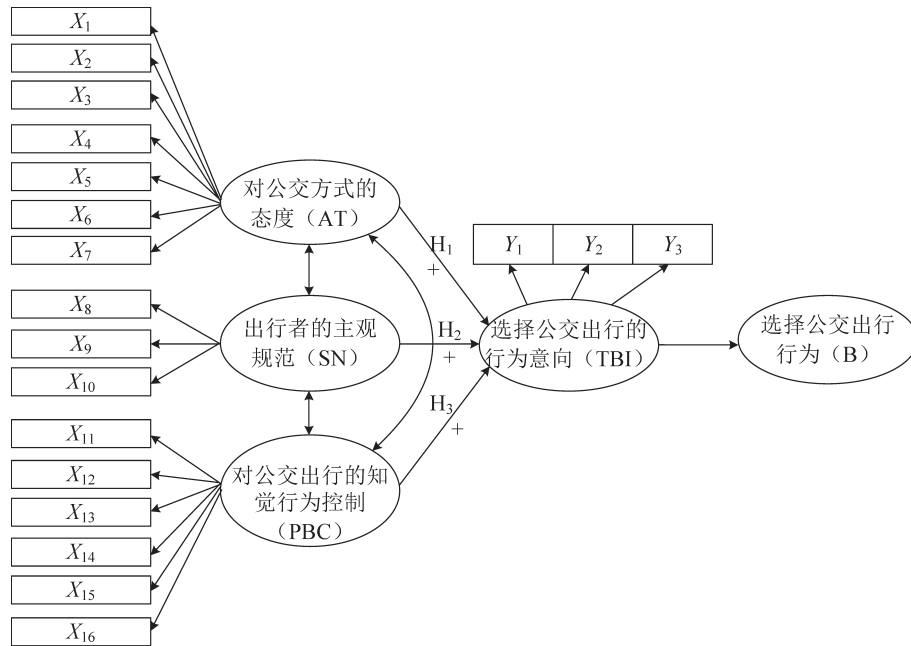 X1
X2
X3
X4
X5
X6
X7
X8
X9
X10
X11
X12
X13
X14
X15
X16
对公交方式的
态度（AT）
出行者的主观
规范（SN）
对公交出行的知
觉行为控制
（PBC）
H1
+
H2
+
H3
+
Y1
Y2
Y3
选择公交出行的
行为意向（TBI）
选择公交出行
行为（B）